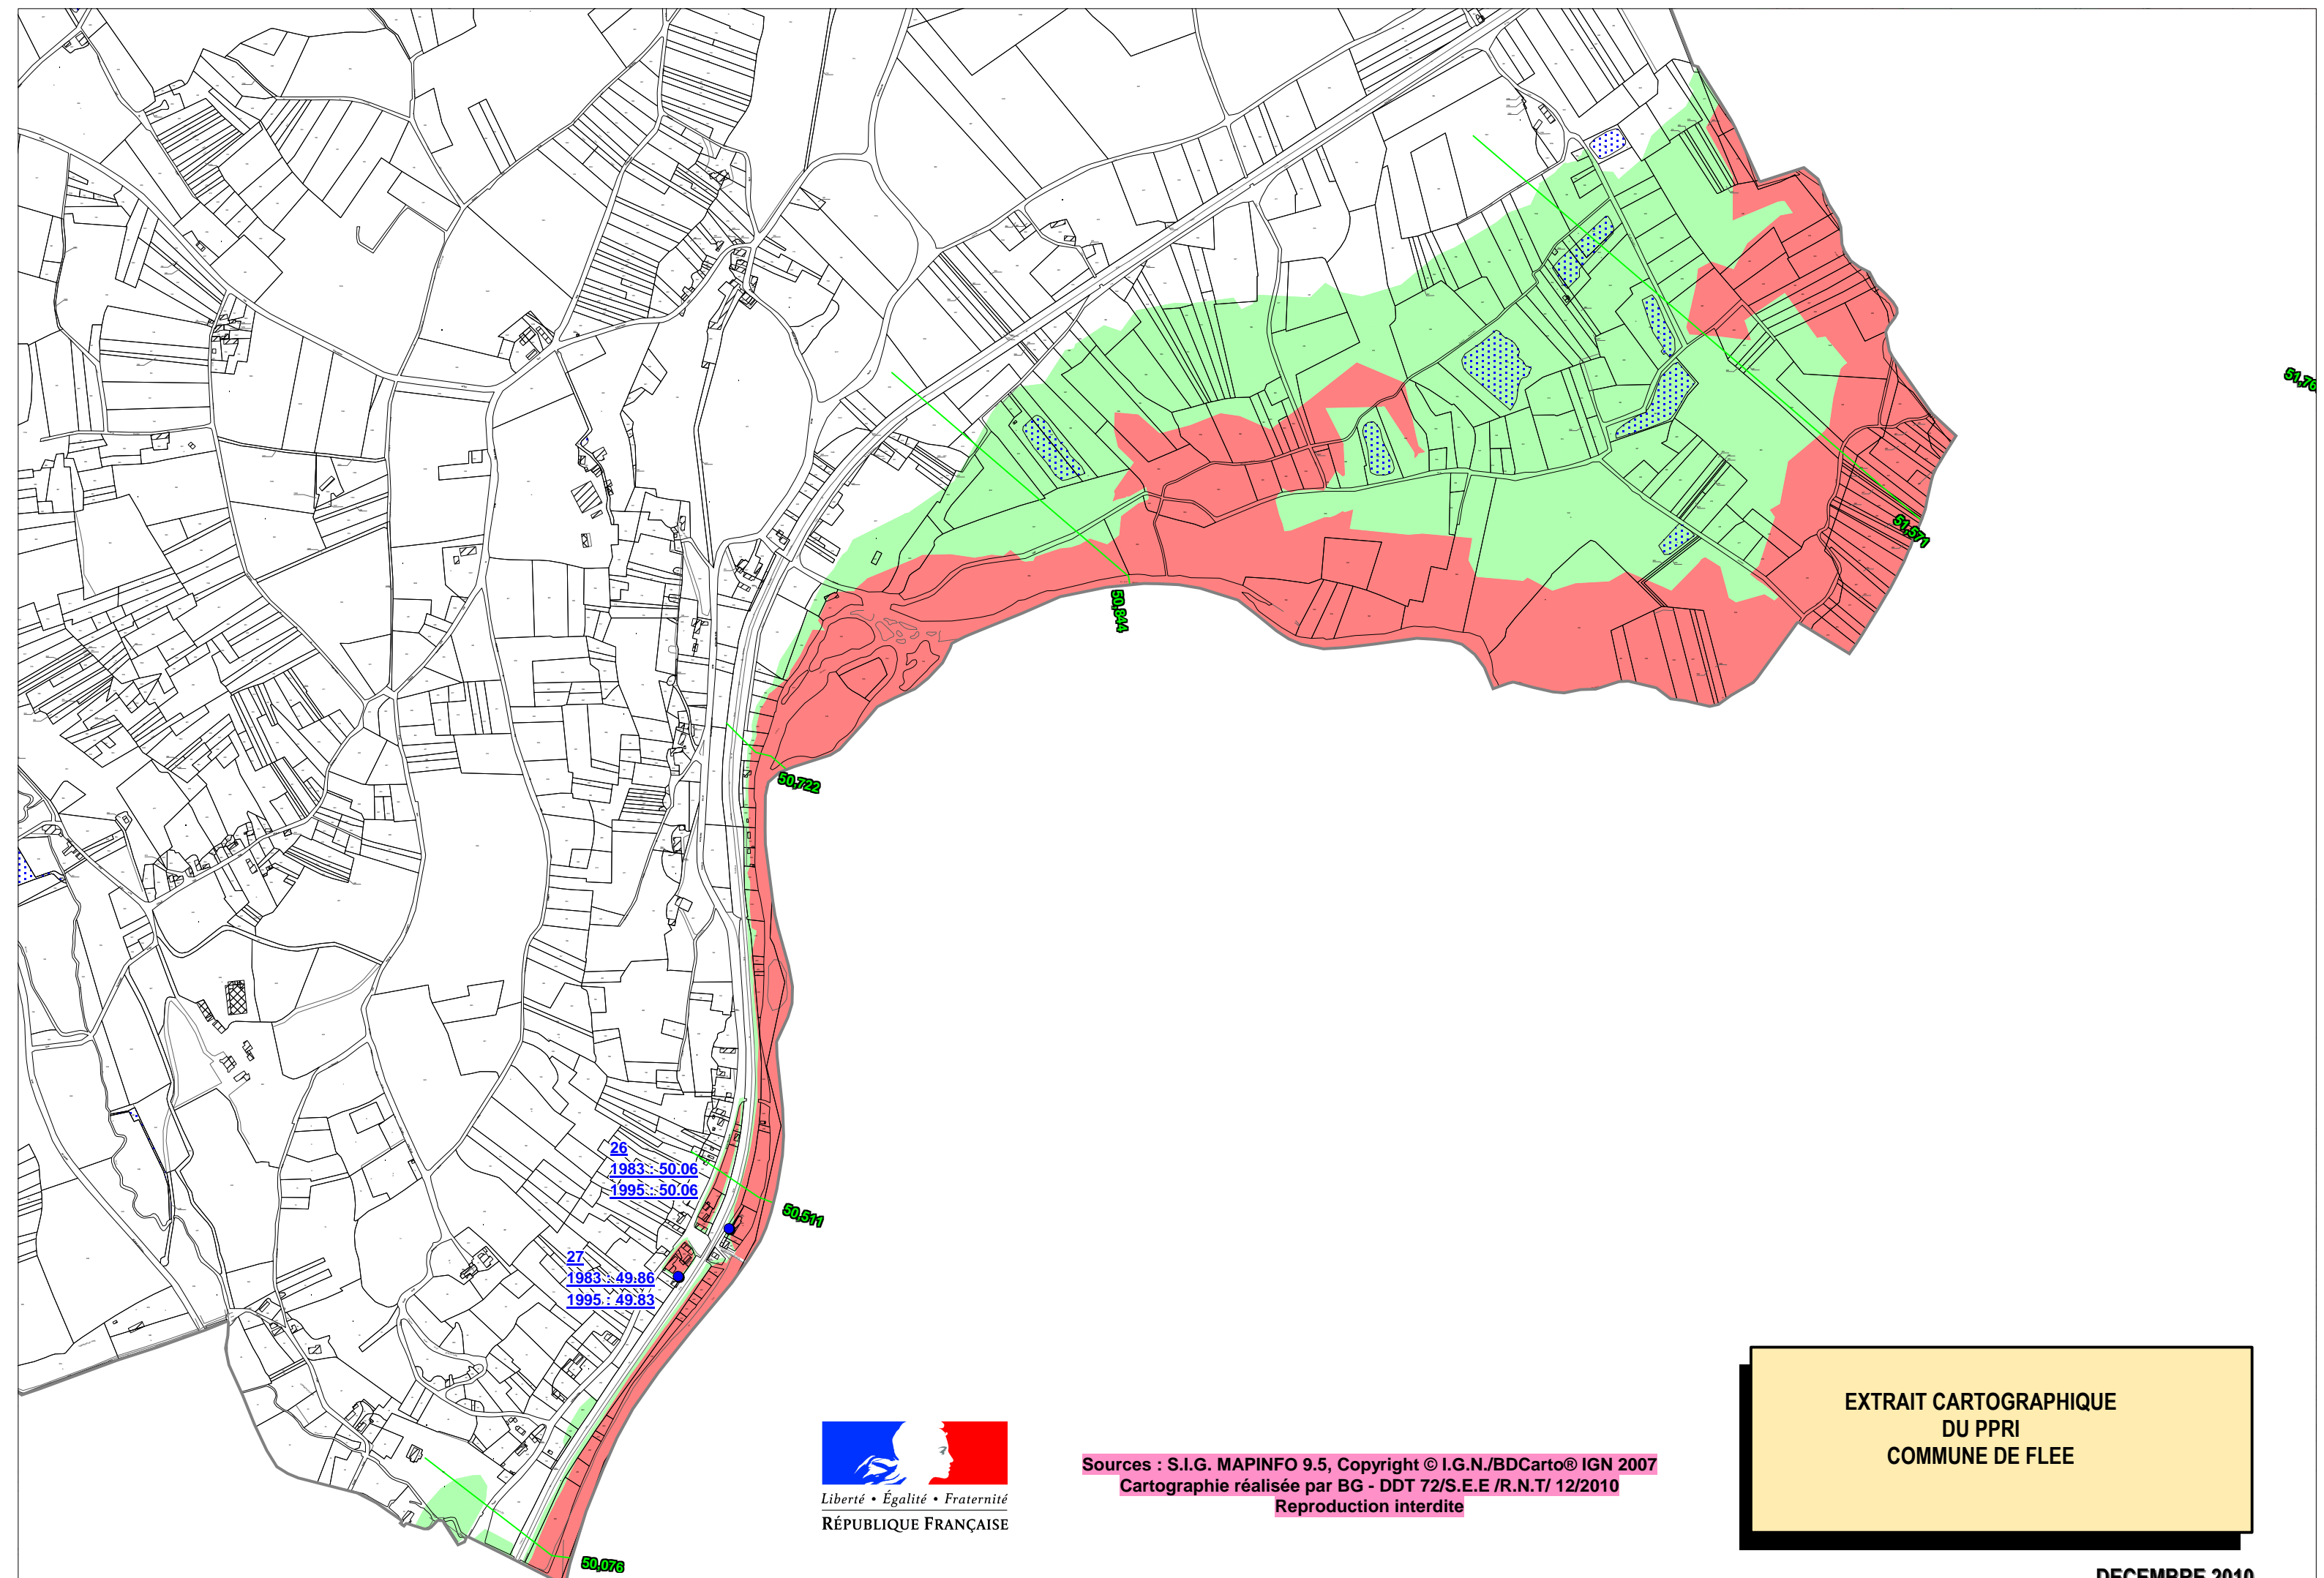 51,571
50,844
50,722
26
1983 : 50.06
1995 : 50.06
50,511
27
1983 : 49.86
1995 : 49.83
50,076
Liberté • Égalité • Fraternité
RÉPUBLIQUE FRANÇAISE
Sources : S.I.G. MAPINFO 9.5, Copyright © I.G.N./BDCarto® IGN 2007
Cartographie réalisée par BG - DDT 72/S.E.E /R.N.T/ 12/2010
Reproduction interdite
EXTRAIT CARTOGRAPHIQUE
DU PPRI
COMMUNE DE FLEE
DECEMBRE 2010